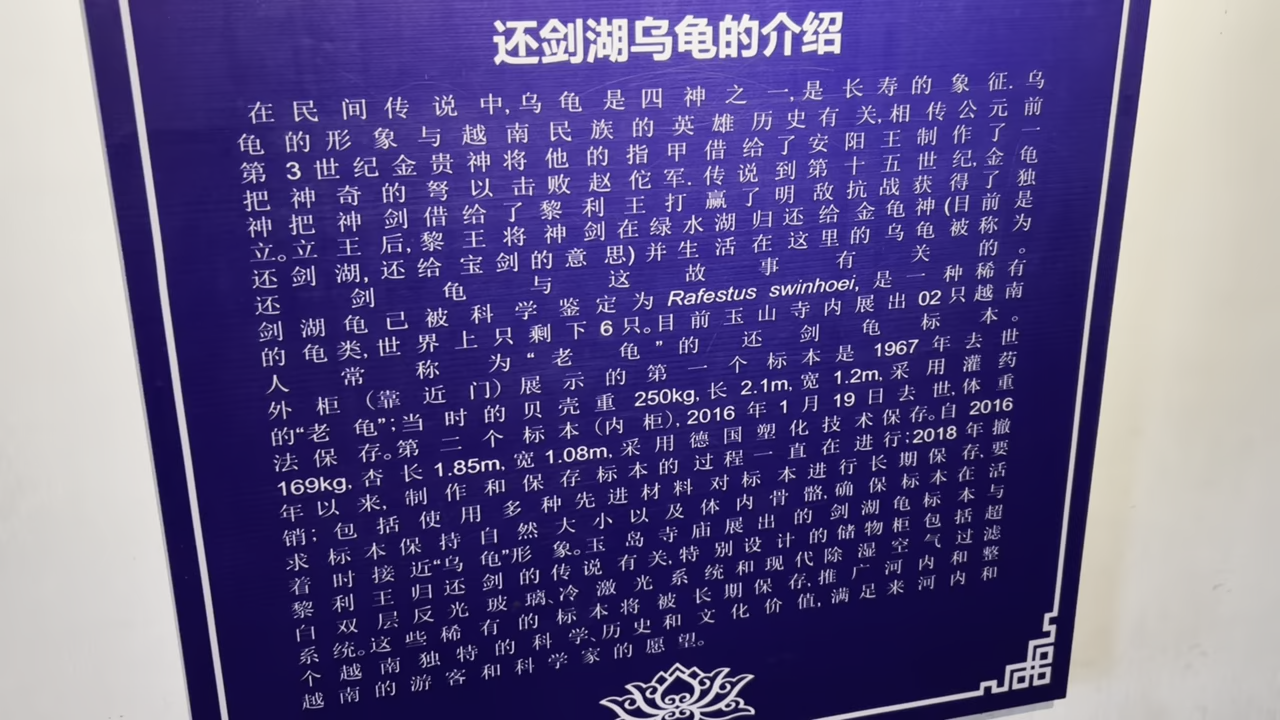 还剑湖乌龟的介绍
在民间传说中,乌龟是四神之一,是长寿的象征.乌
龟的形象与越南民族的英雄历史有关,相传公元前
第3世纪金贵神将他的指甲借给了安阳王制作了一
把神奇的弩以击败赵佗军.传说到第十五世纪,金龟
神把神剑借给了黎利王打赢了明敌抗战获得了独
立。立王后,黎王将神剑在绿水湖归还给金龟神(目前是
还剑湖,还给宝剑的意思)并生活在这里的乌龟被称为
还剑龟与这故事有关的。
剑湖龟已被科学鉴定为 Rafestus swinhoei, 是一种稀有
的龟类,世界上只剩下6只。目前玉山寺内展出02只越南
人常称为“老龟”的还剑龟标本。
外柜(靠近门)展示的第一个标本是1967年去世
的“老龟”;当时的贝壳重250kg,长2.1m,宽1.2m,采用灌药
法保存。第二个标本(内柜),2016年1月19日去世,体重
169kg,杏长1.85m,宽1.08m,采用德国塑化技术保存。自2016
年以来,制作和保存标本的过程一直在进行;2018年撤
销;包括使用多种先进材料对标本进行长期保存,要
求标本保持自然大小以及体内骨骼,确保标本在活
着时接近“乌龟”形象。玉岛寺庙展出的剑湖龟标本与
黎利王归还剑的传说有关,特别设计的储物柜包括超
白双层反光玻璃、冷激光系统和现代除湿空气过滤
系统。这些稀有的标本将被长期保存,推广河内和整
个越南独特的科学、历史和文化价值,满足来河内和
越南的游客和科学家的愿望。